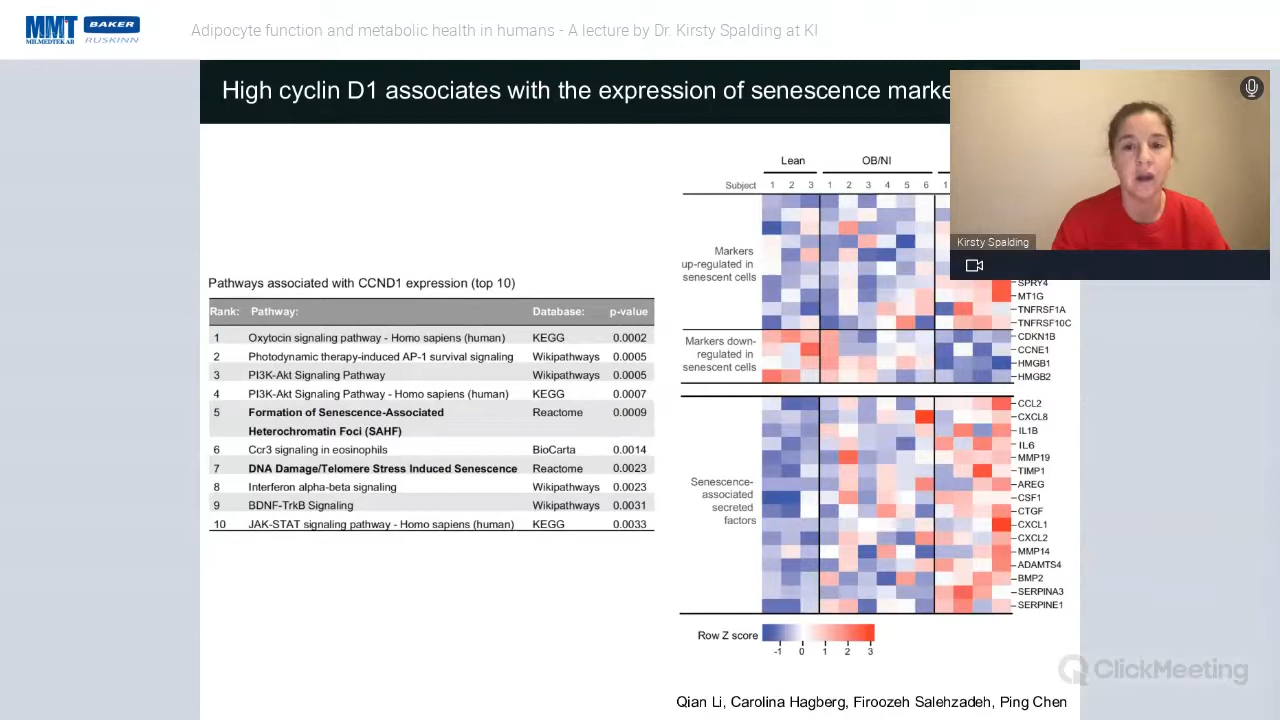 MMT
MILMEDTEK AB
BAKER
RUSKINN
Adipocyte function and metabolic health in humans - A lecture by Dr. Kirsty Spalding at KI
High cyclin D1 associates with the expression of senescence marke
Kirsty Spalding
Pathways associated with CCND1 expression (top 10)
Rank: Pathway: Database: p-value
1 Oxytocin signaling pathway - Homo sapiens (human) KEGG 0.0002
2 Photodynamic therapy-induced AP-1 survival signaling Wikipathways 0.0005
3 PI3K-Akt Signaling Pathway Wikipathways 0.0005
4 PI3K-Akt Signaling Pathway - Homo sapiens (human) KEGG 0.0007
5 Formation of Senescence-Associated Reactome 0.0009
Heterochromatin Foci (SAHF)
6 Ccr3 signaling in eosinophils BioCarta 0.0014
7 DNA Damage/Telomere Stress Induced Senescence Reactome 0.0023
8 Interferon alpha-beta signaling Wikipathways 0.0023
9 BDNF-TrkB Signaling Wikipathways 0.0031
10 JAK-STAT signaling pathway - Homo sapiens (human) KEGG 0.0033
Lean OB/NI
Subject 1 2 3 1 2 3 4 5 6 1
Markers
up-regulated in
senescent cells
SPRY4
MT1G
TNFRSF1A
TNFRSF10C
Markers down-
regulated in
senescent cells
CDKN1B
CCNE1
HMGB1
HMGB2
Senescence-
associated
secreted
factors
CCL2
CXCL8
IL1B
IL6
MMP19
TIMP1
AREG
CSF1
CTGF
CXCL1
CXCL2
MMP14
ADAMTS4
BMP2
SERPINA3
SERPINE1
Row Z score
-1 0 1 2 3
ClickMeeting
Qian Li, Carolina Hagberg, Firoozeh Salehzadeh, Ping Chen